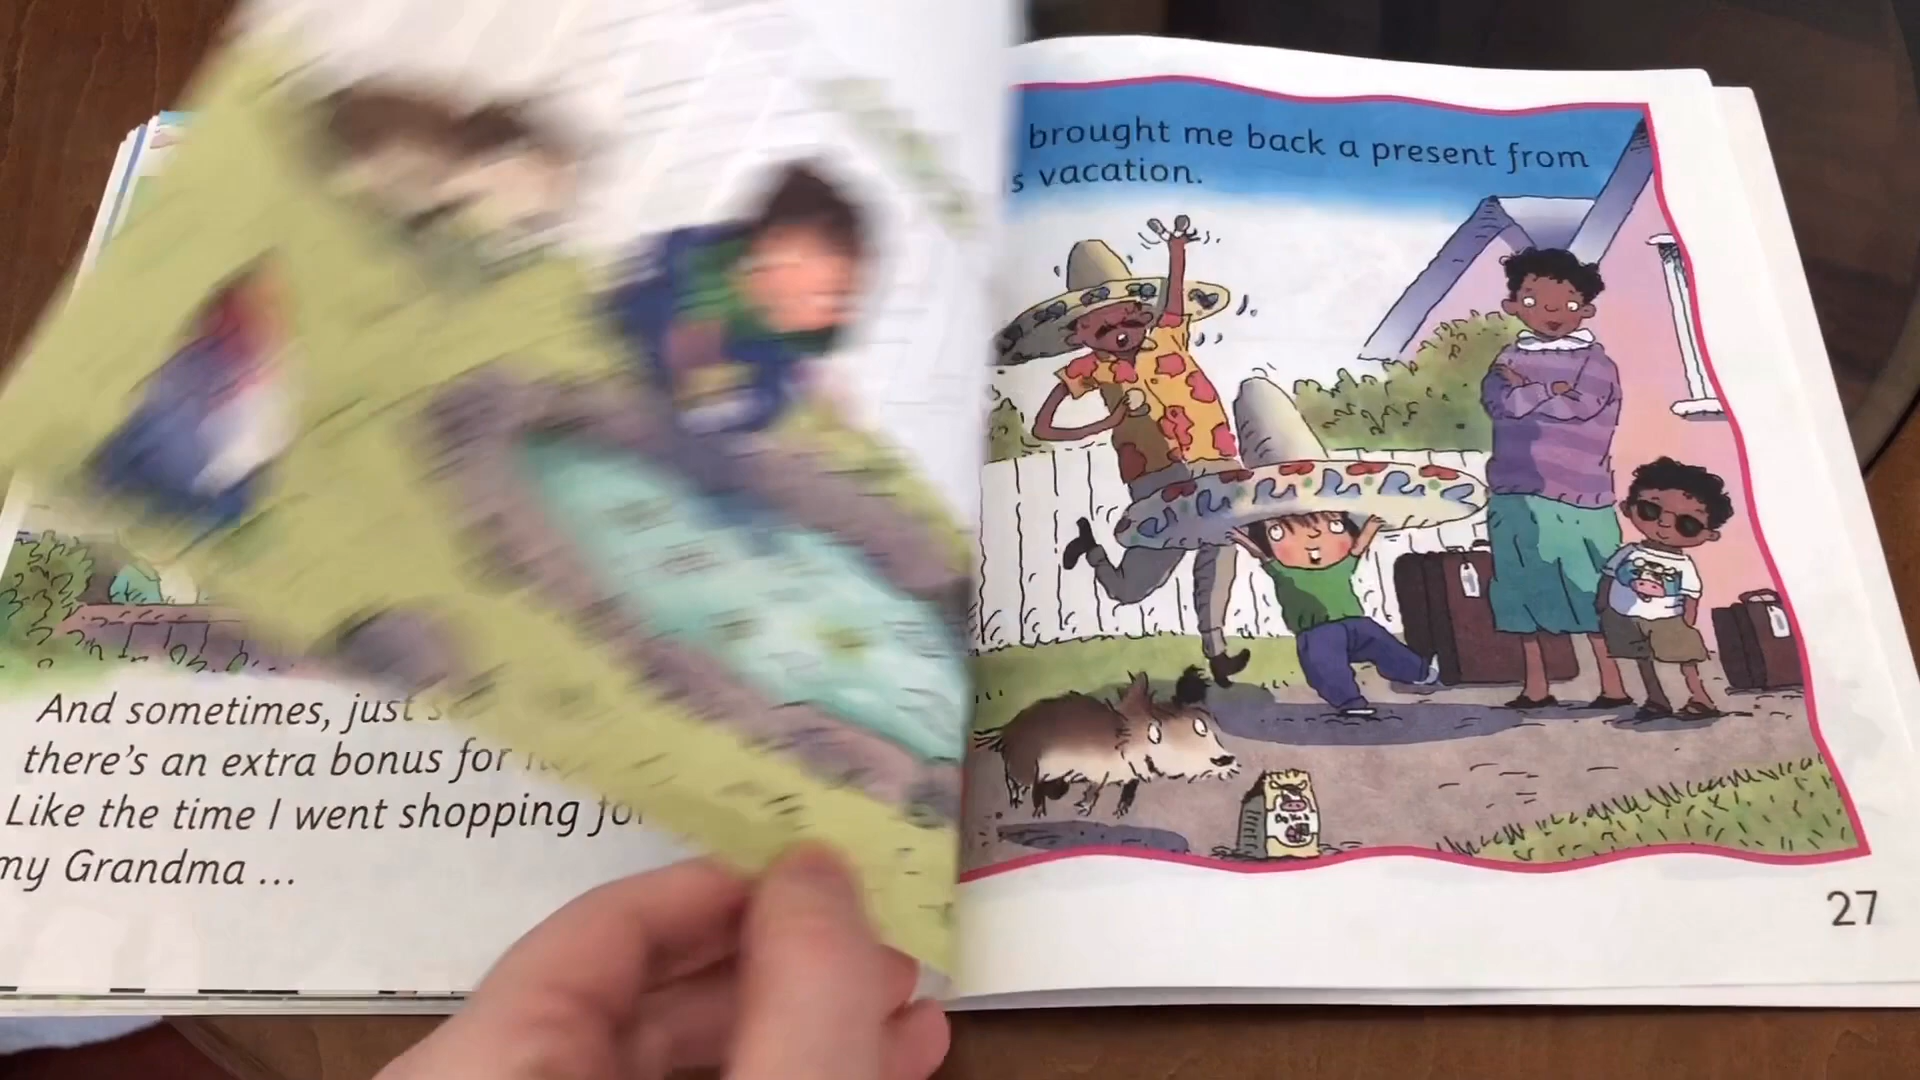 And sometimes, just
there's an extra bonus for
Like the time I went shopping for
my Grandma ...
brought me back a present from
s vacation.
27